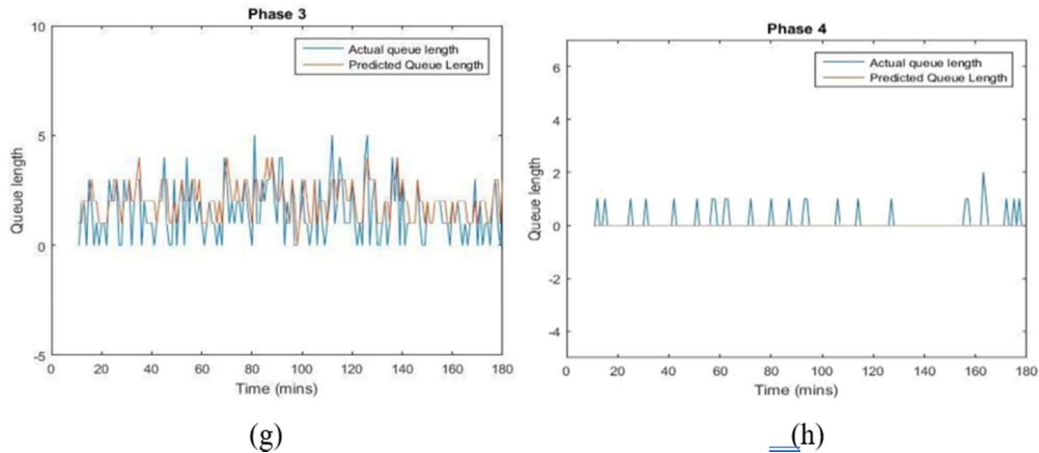 Phase 3
Actual queue length
Predicted Queue Length
Queue length
10
5
0
-5
0 20 40 60 80 100 120 140 160 180
Time (mins)
(g)
Phase 4
Actual queue length
Predicted Queue Length
Queue length
6
4
2
0
-2
-4
0 20 40 60 80 100 120 140 160 180
Time (mins)
(h)